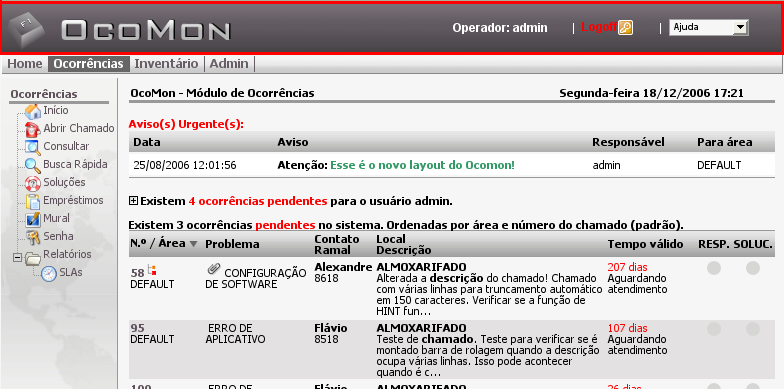 OCOMON Operador: admin | Logoff | Ajuda
Home Ocorrências Inventário Admin
Ocorrências
Início
Abrir Chamado
Consultar
Busca Rápida
Soluções
Empréstimos
Mural
Senha
Relatórios
SLAs
OcoMon - Módulo de Ocorrências Segunda-feira 18/12/2006 17:21
Aviso(s) Urgente(s):
Data Aviso Responsável Para área
25/08/2006 12:01:56 Atenção: Esse é o novo layout do Ocomon! admin DEFAULT
Existem 4 ocorrências pendentes para o usuário admin.
Existem 3 ocorrências pendentes no sistema. Ordenadas por área e número do chamado (padrão).
N.º / Área Problema Contato Ramal Local Descrição Tempo válido RESP. SOLUC.
58 DEFAULT
CONFIGURAÇÃO DE SOFTWARE
Alexandre
8618
ALMOXARIFADO
Alterada a descrição do chamado! Chamado
com várias linhas para truncamento automático
em 150 caracteres. Verificar se a função de
HINT fun...
207 dias
Aguardando
atendimento
95
DEFAULT
ERRO DE
APLICATIVO
Flávio
8518
ALMOXARIFADO
Teste de chamado. Teste para verificar se é
montado barra de rolagem quando a descrição
ocupa várias linhas. Isso pode acontecer
quando é c...
107 dias
Aguardando
atendimento
100 ERRO DE Flávio ALMOXARIFADO 26 dias